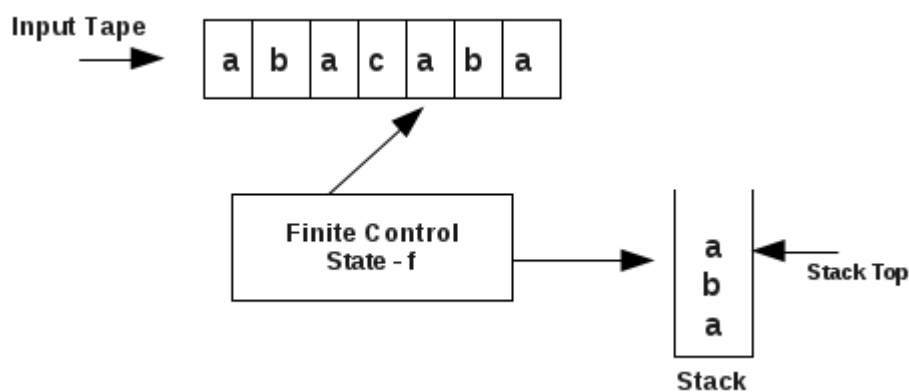 Input Tape
a b a c a b a
Finite Control
State - f
a
b
a
Stack Top
Stack